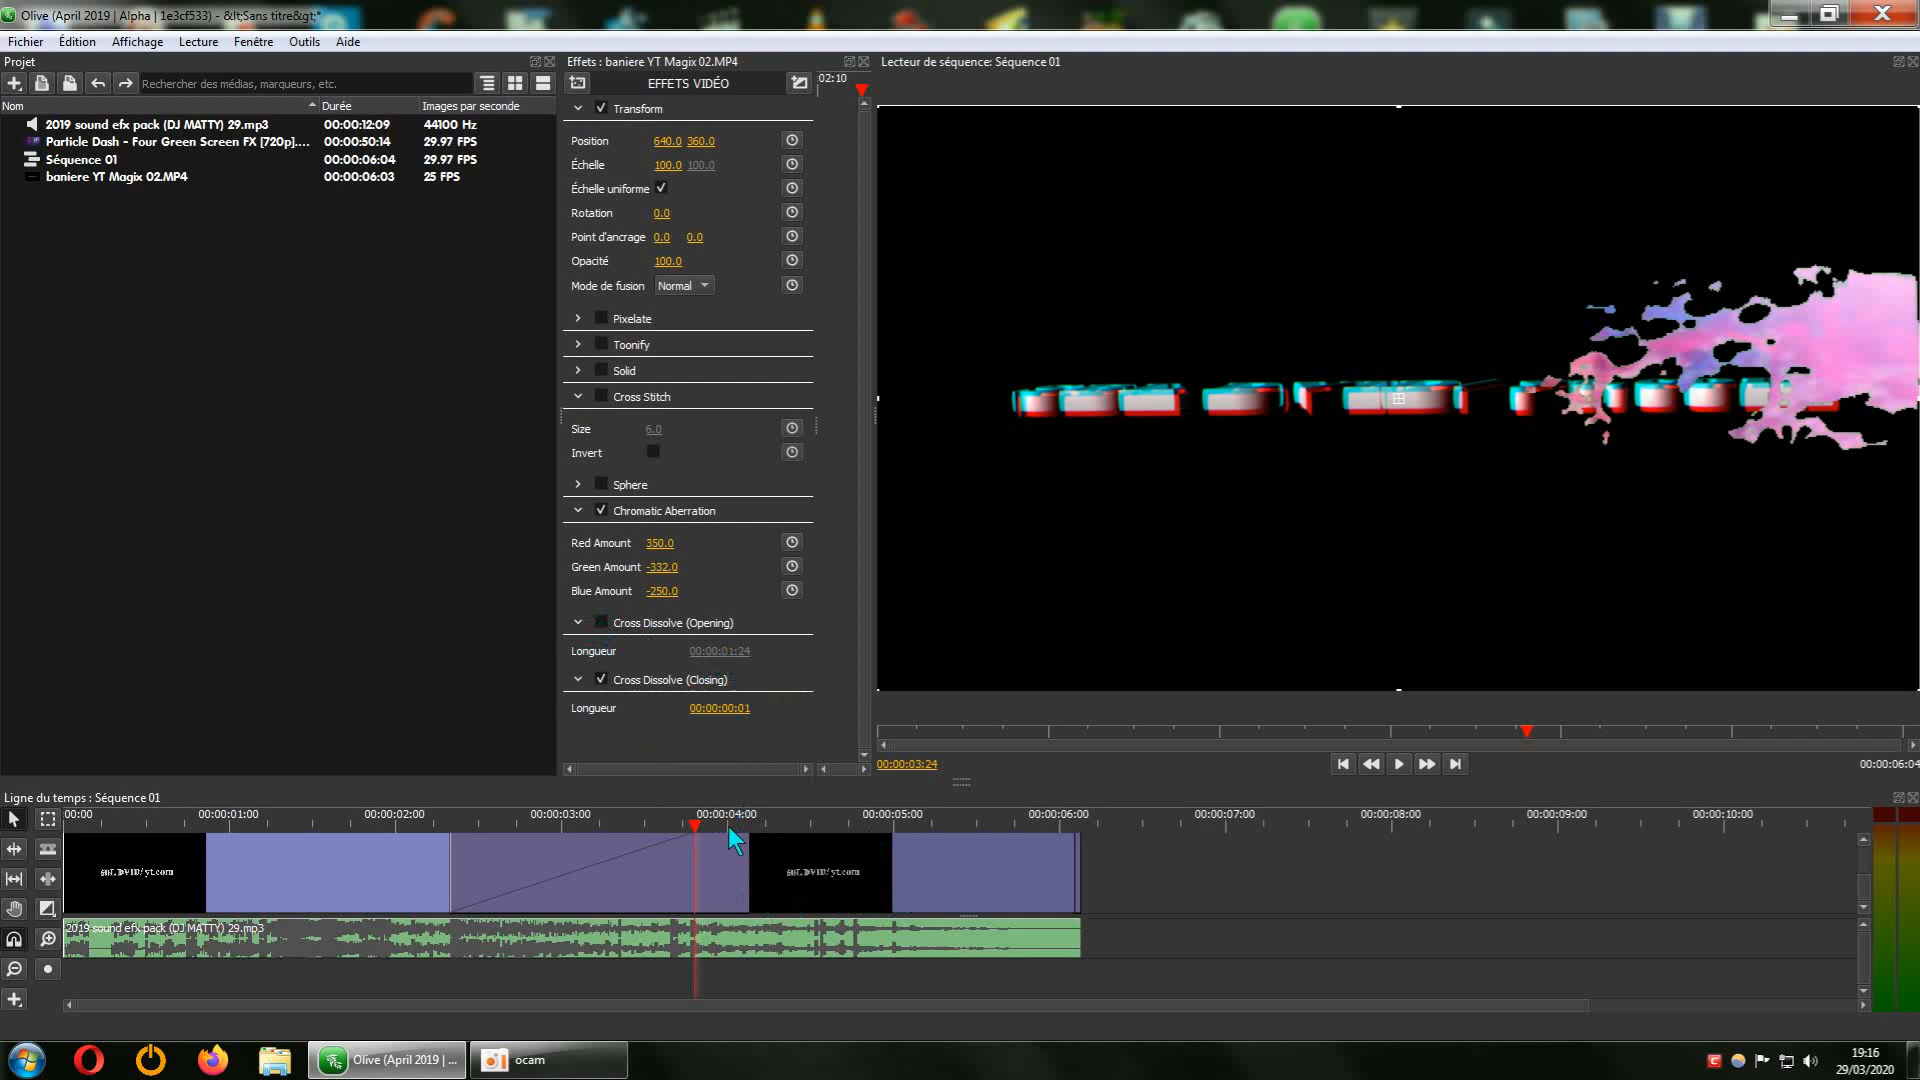 Olive (April 2019 | Alpha | 1e3cf533) - &lt;Sans titre&gt;*
Fichier Édition Affichage Lecture Fenêtre Outils Aide
Projet
Rechercher des médias, marqueurs, etc.
Nom Durée Images par seconde
2019 sound efx pack (DJ MATTY) 29.mp3 00:00:12:09 44100 Hz
Particle Dash - Four Green Screen FX [720p].... 00:00:50:14 29.97 FPS
Séquence 01 00:00:06:04 29.97 FPS
baniere YT Magix 02.MP4 00:00:06:03 25 FPS
Effets : baniere YT Magix 02.MP4
EFFETS VIDÉO
02:10
Transform
Position 640.0 360.0
Échelle 100.0 100.0
Échelle uniforme
Rotation 0.0
Point d'ancrage 0.0 0.0
Opacité 100.0
Mode de fusion Normal
Pixelate
Toonify
Solid
Cross Stitch
Size 6.0
Invert
Sphere
Chromatic Aberration
Red Amount 350.0
Green Amount -332.0
Blue Amount -250.0
Cross Dissolve (Opening)
Longueur 00:00:01:24
Cross Dissolve (Closing)
Longueur 00:00:00:01
Lecteur de séquence: Séquence 01
00:00:03:24
00:00:06:04
Ligne du temps : Séquence 01
00:00 00:00:01:00 00:00:02:00 00:00:03:00 00:00:04:00 00:00:05:00 00:00:06:00 00:00:07:00 00:00:08:00 00:00:09:00 00:00:10:00
2019 sound efx pack (DJ MATTY) 29.mp3
Olive (April 2019 | ...
ocam
19:16
29/03/2020